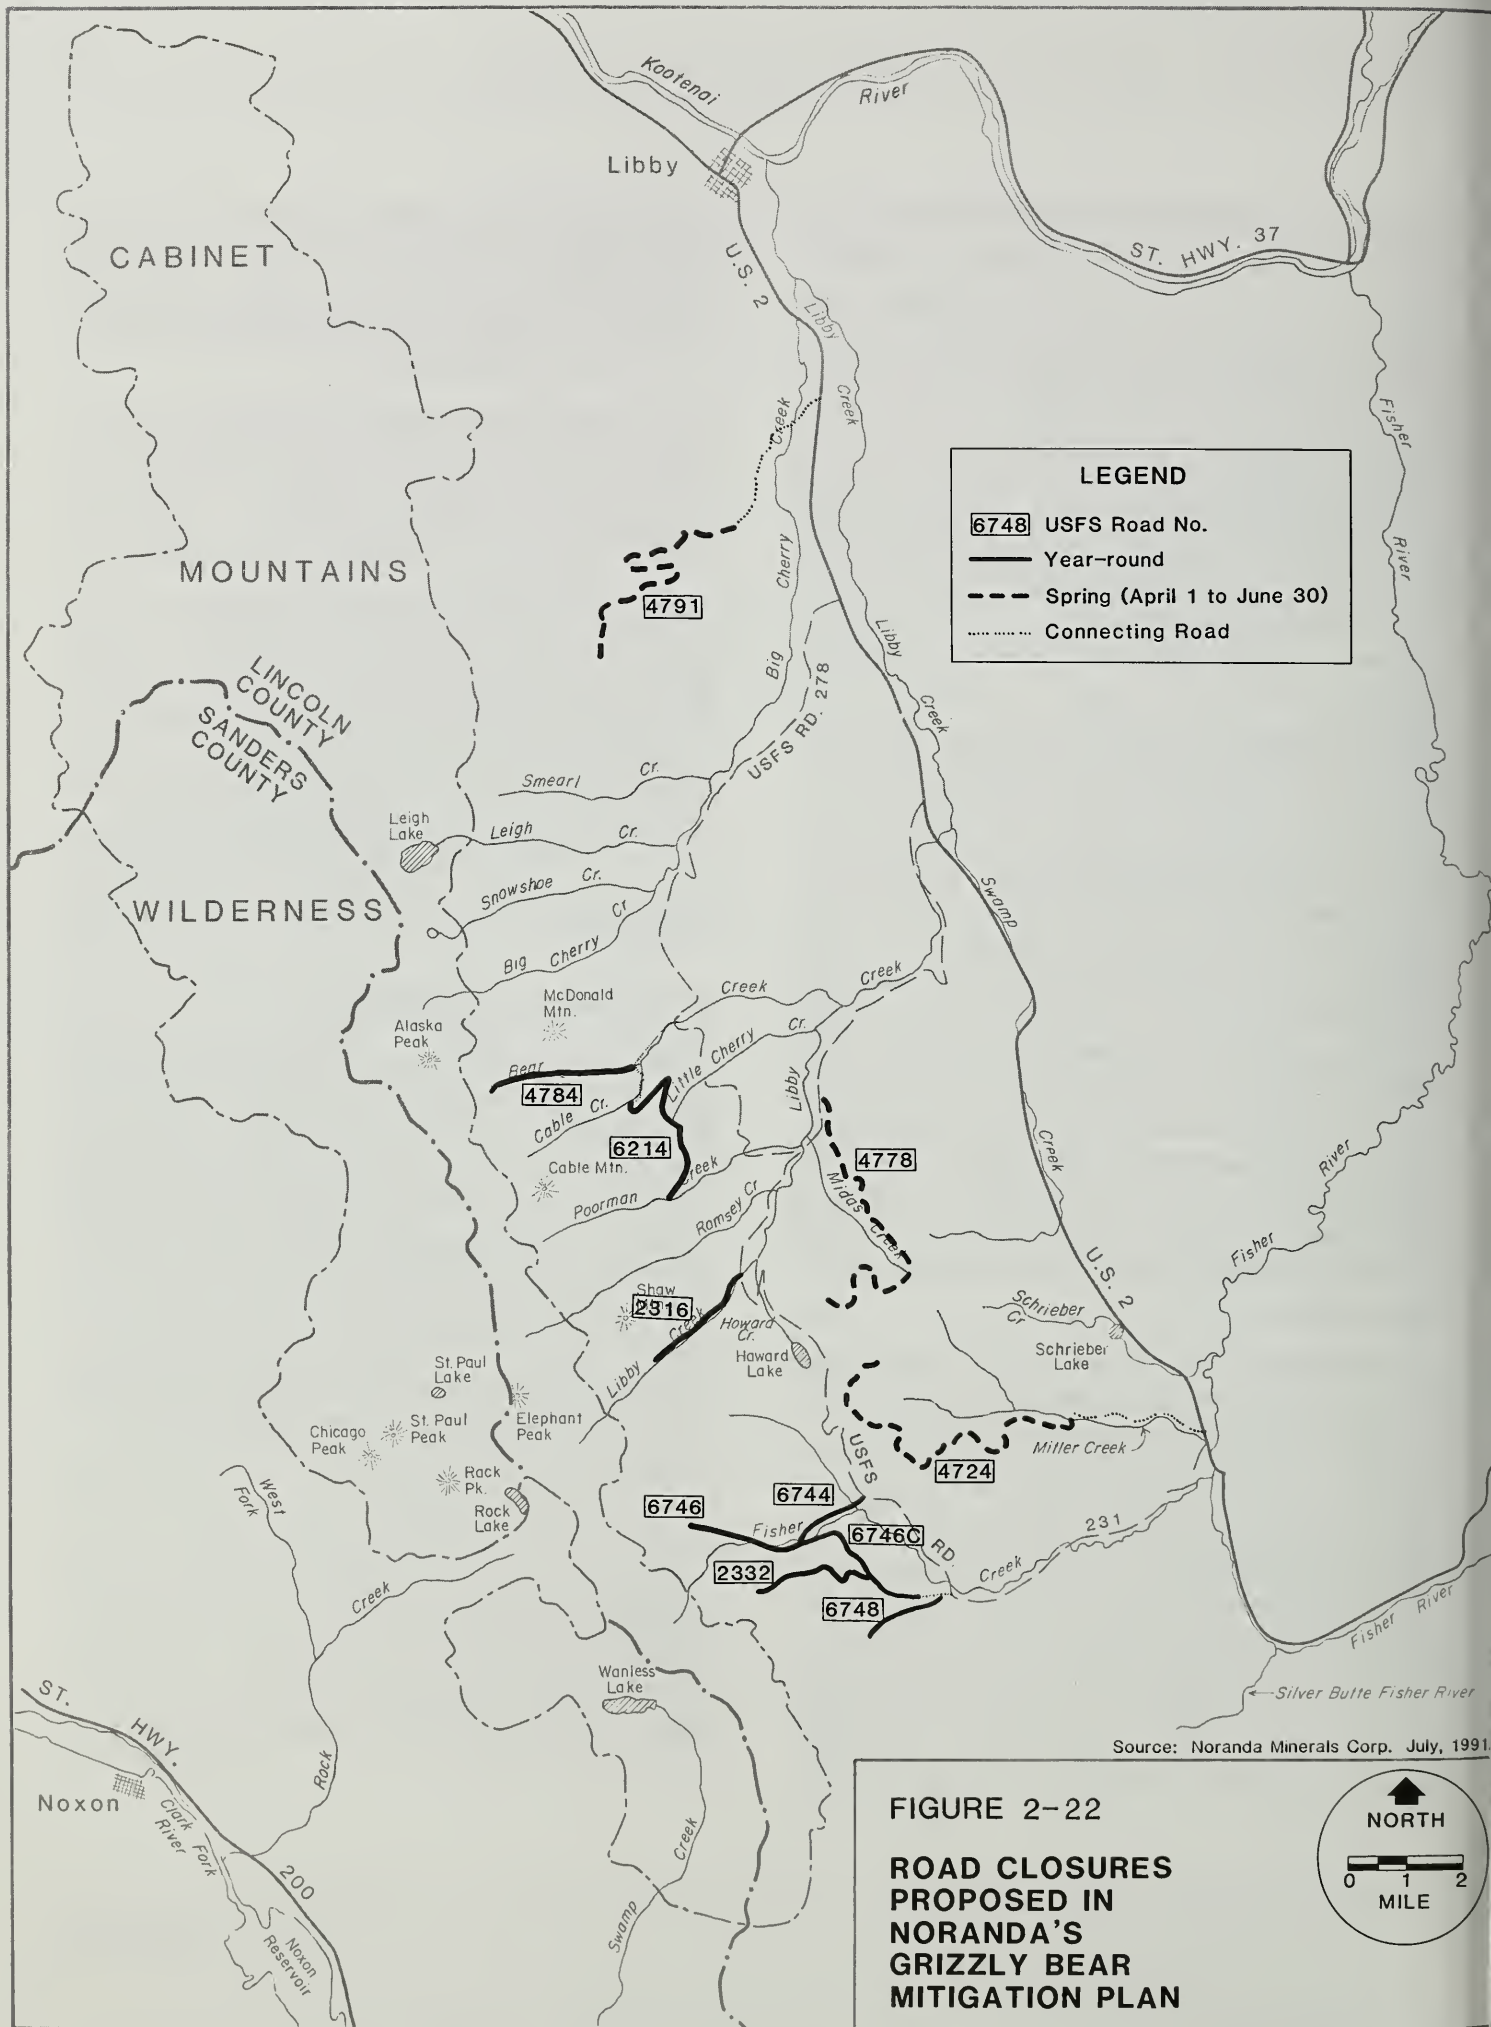 Kootenai
River
Libby
CABINET
U.S. 2
ST. HWY. 37
Libby
Creek
Creek
Fisher
River
LEGEND
6748 USFS Road No.
Year-round
Spring (April 1 to June 30)
Connecting Road
MOUNTAINS
4791
Cherry
Big
Libby
Creek
USFS RD. 278
LINCOLN
COUNTY
SANDERS
COUNTY
Smearl Cr.
Leigh
Lake
Leigh Cr.
Snowshoe Cr.
Swamp
WILDERNESS
Big Cherry Cr
McDonald
Mtn.
Creek
Creek
Alaska
Peak
Bear
Little Cherry Cr.
4784
Cable Cr.
Libby
6214
Cable Mtn.
Creek
4778
Creek
River
Poorman
Ramsey Cr
Midas Creek
Fisher
U.S. 2
Shaw
2316
Creek
Howard
Cr.
Schrieber
Cr
Schrieber
Lake
Howard
Lake
Libby
St. Paul
Lake
Elephant
Peak
St. Paul
Peak
Chicago
Peak
Miller Creek
USFS
4724
Rock
Pk.
Rock
Lake
West
Fork
6744
6746
Fisher
6746C
RD.
231
Creek
2332
6748
Creek
Fisher River
Wanless
Lake
Silver Butte Fisher River
ST.
HWY.
200
Rock
Noxon
Clark Fork
River
Noxon
Reservoir
Creek
Swamp
Source: Noranda Minerals Corp. July, 1991.
FIGURE 2-22
ROAD CLOSURES
PROPOSED IN
NORANDA'S
GRIZZLY BEAR
MITIGATION PLAN
NORTH
0 1 2
MILE